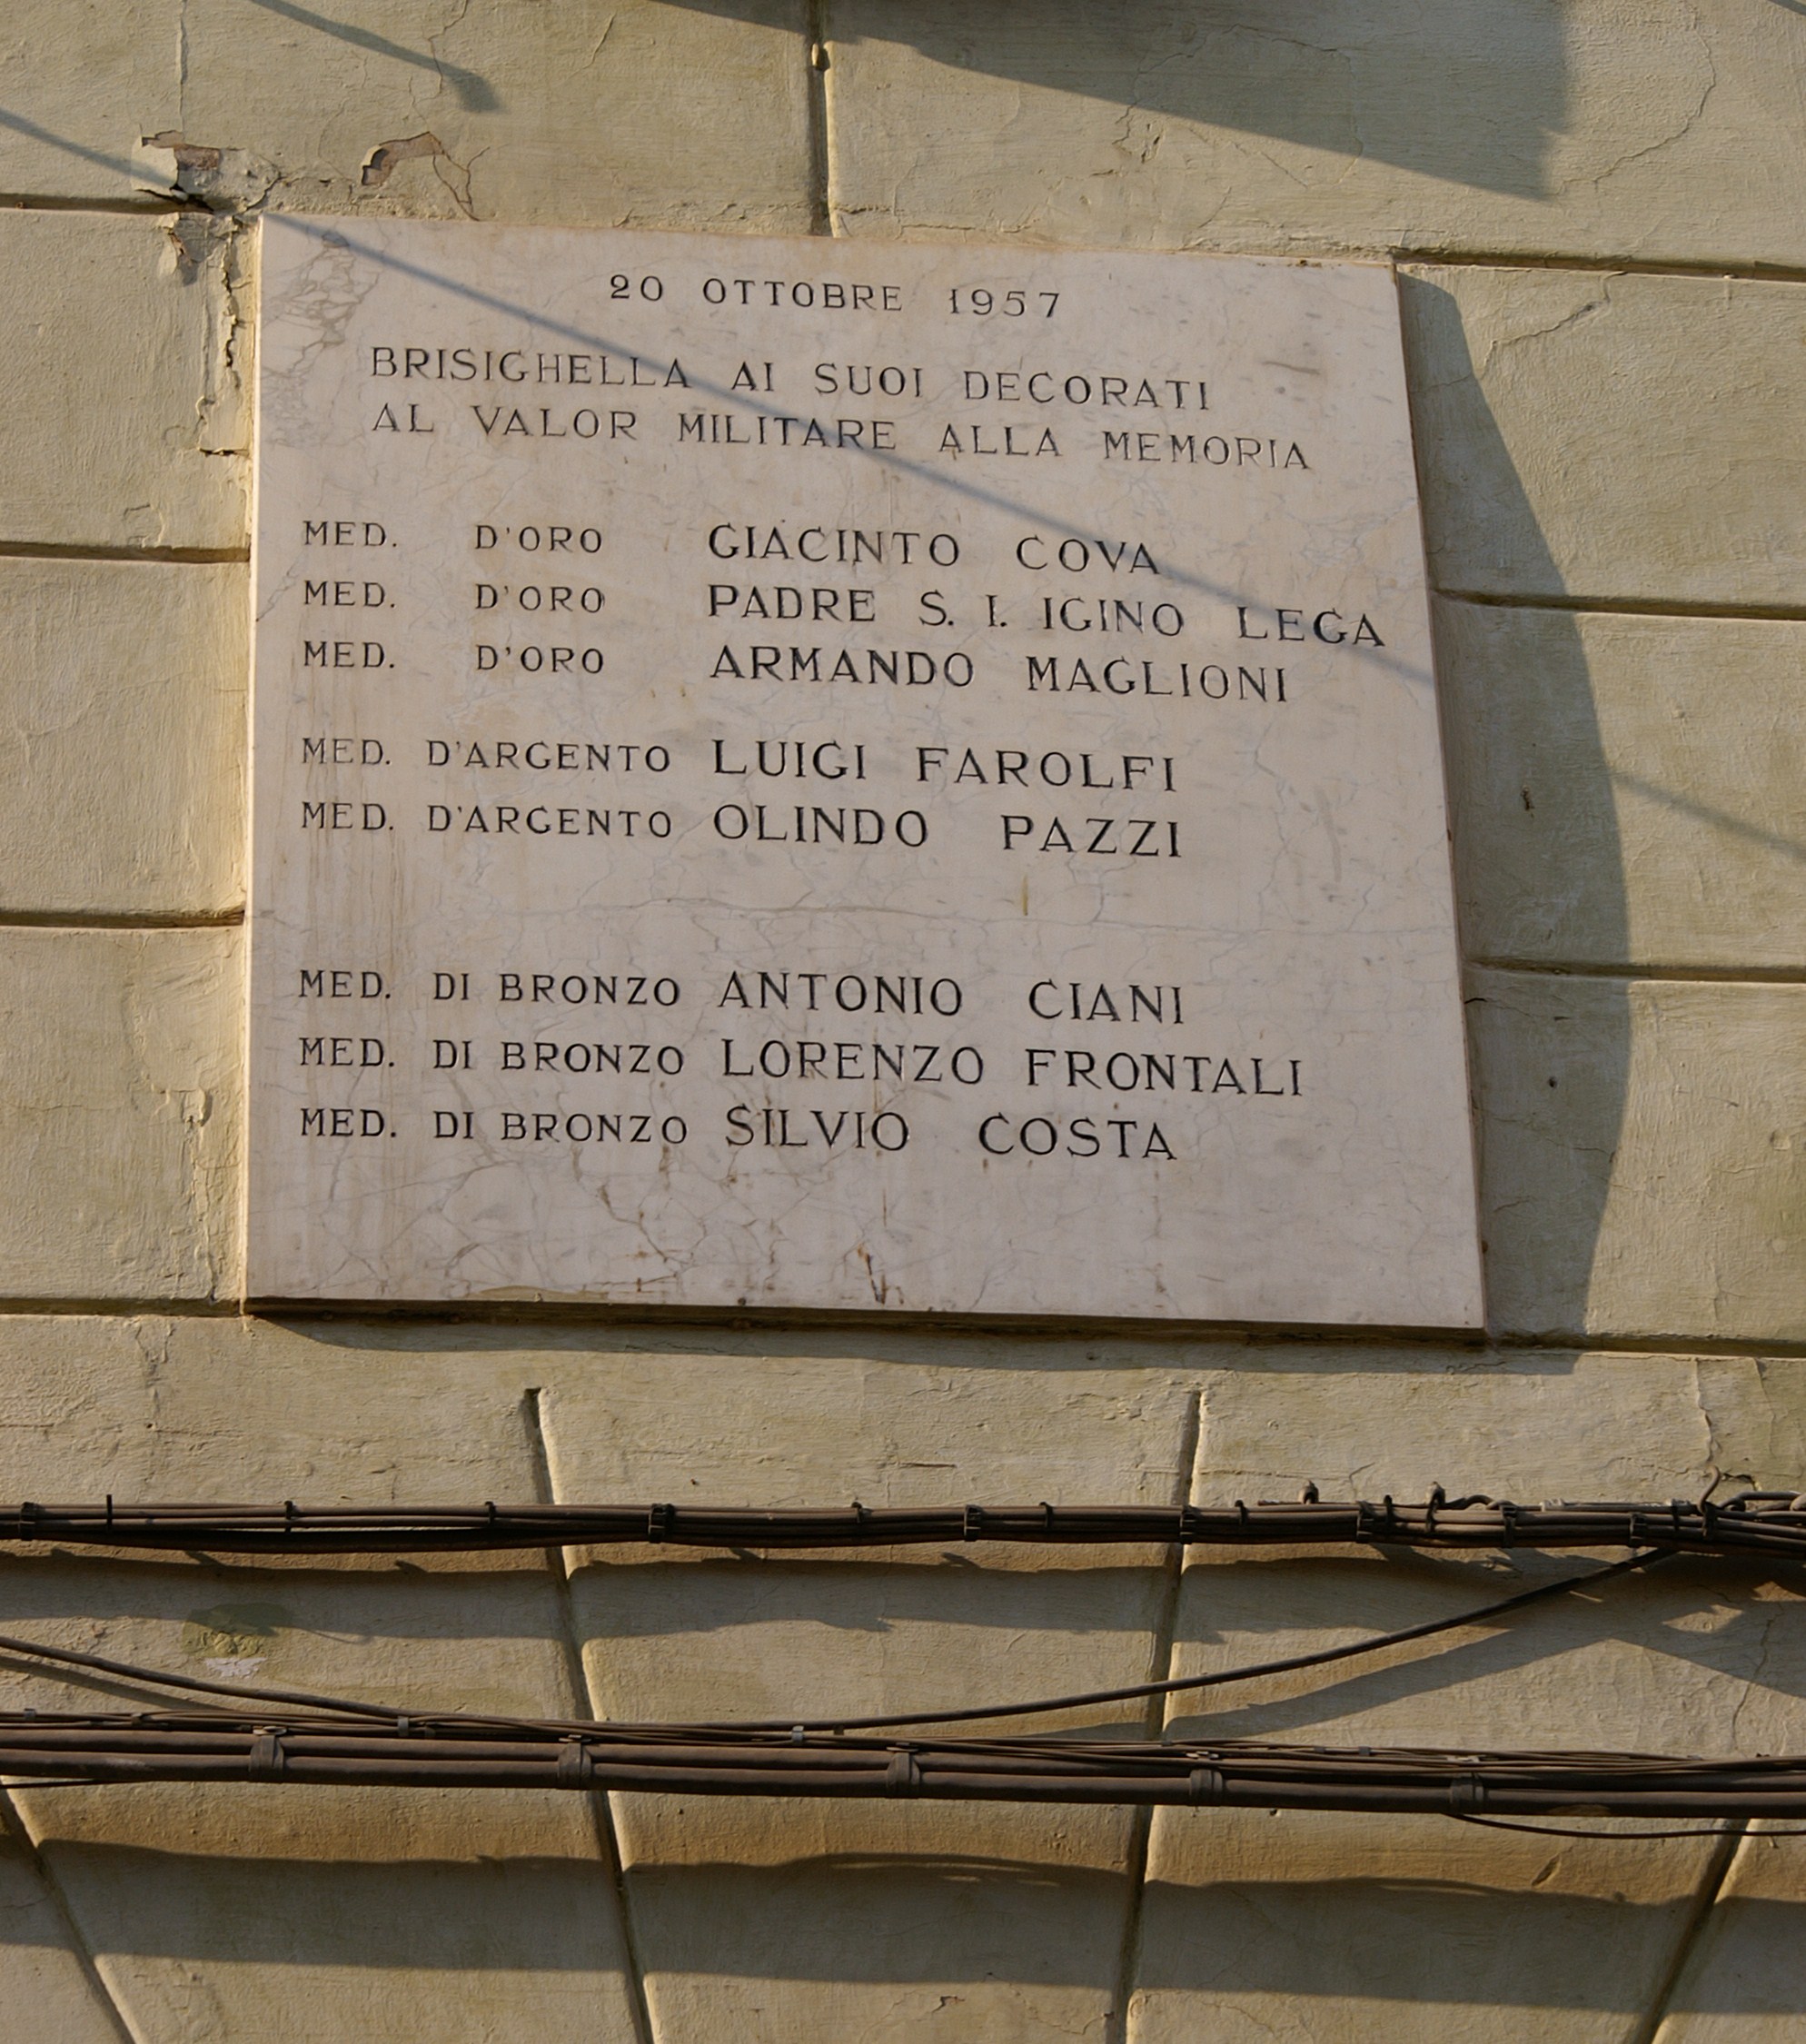 20 OTTOBRE 1957
BRISIGHELLA AI SUOI DECORATI
AL VALOR MILITARE ALLA MEMORIA
MED. D'ORO GIACINTO COVA
MED. D'ORO PADRE S. I. IGINO LEGA
MED. D'ORO ARMANDO MAGLIONI
MED. D'ARGENTO LUIGI FAROLFI
MED. D'ARGENTO OLINDO PAZZI
MED. DI BRONZO ANTONIO CIANI
MED. DI BRONZO LORENZO FRONTALI
MED. DI BRONZO SILVIO COSTA